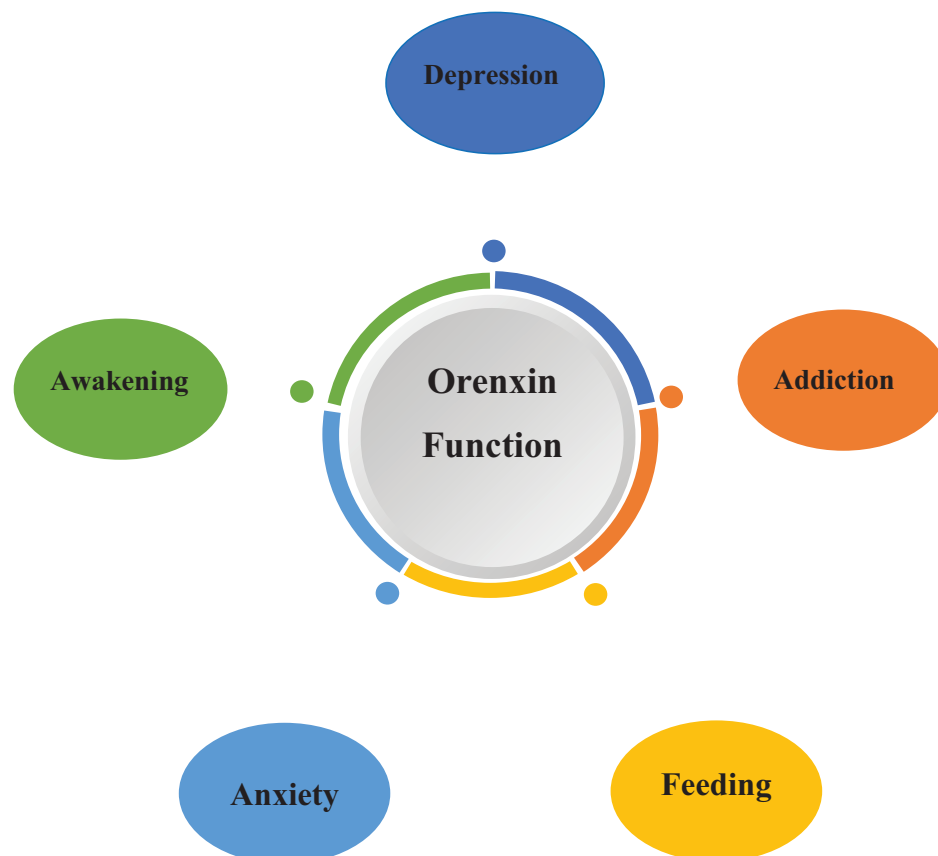 Depression
Awakening
Orenxin
Function
Addiction
Anxiety
Feeding